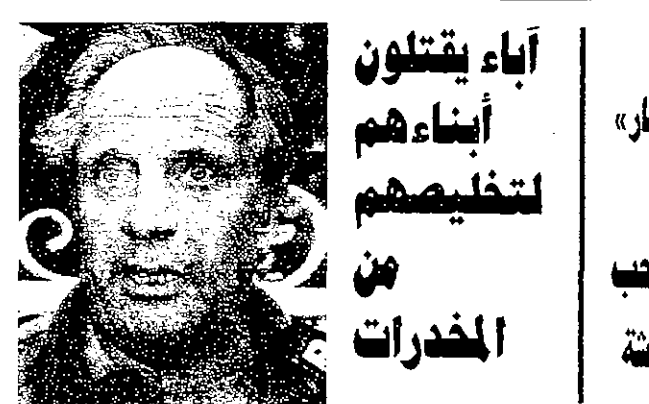 آباء يقتلون
أبناءهم
لتخليصهم
من
المخدرات